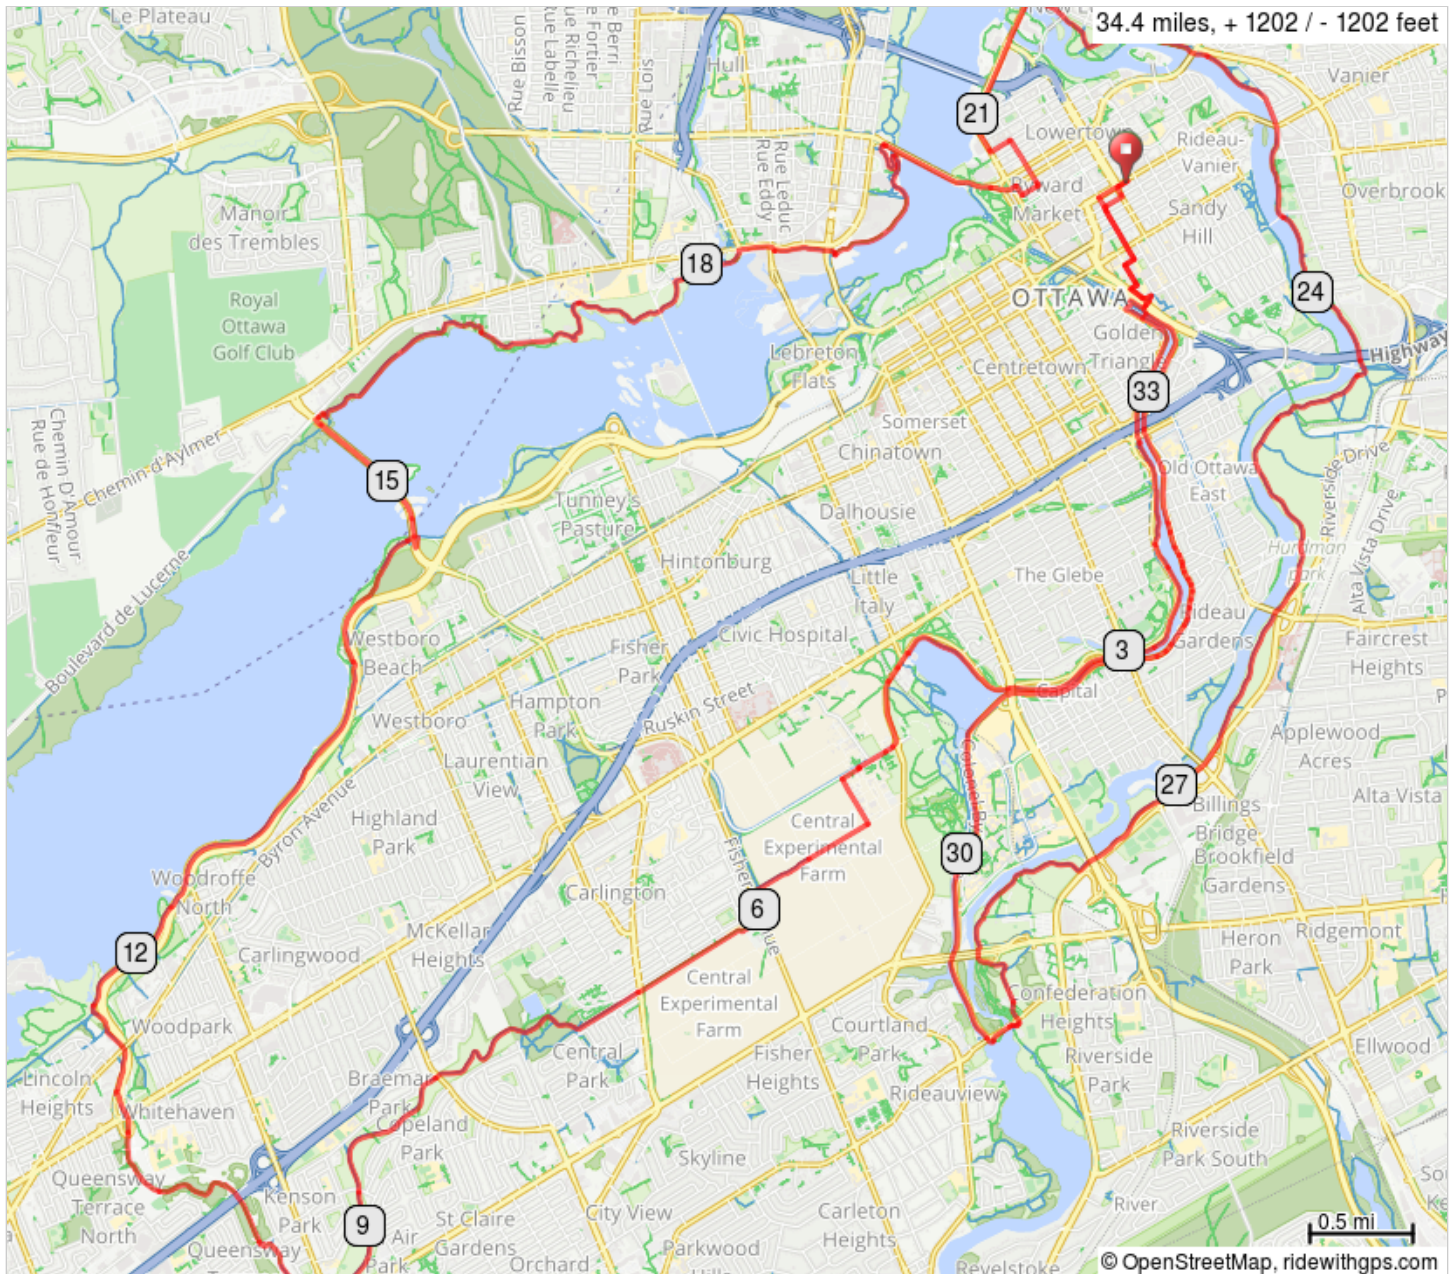 34.4 miles, + 1202 / - 1202 feet
Le Plateau
Rue Bisson
Rue Labelle
ue Richelieu
e Fortier
e Berri
Rue Lois
Hull
New E
Vanier
21
Lowertown
Rideau-
Vanier
Overbrook
Rue Leduc
Rue Eddy
Byward
Market
Sandy
Hill
Manoir
des Trembles
18
24
OTTAWA
Royal
Ottawa
Golf Club
Golden
Triangle
Highway
Lebreton
Flats
Centretown
33
Somerset
Chinatown
Chemin d'Aylmer
Chemin D'Amour
Rue de Honfleur
15
Old Ottawa
East
Riverside Drive
Tunney's
Pasture
Dalhousie
Alta Vista Drive
Hurdman
park
Hintonburg
Little
Italy
The Glebe
Boulevard de Lucerne
Rideau
Gardens
Westboro
Beach
Fisher
Park
Civic Hospital
3
Faircrest
Heights
Capital
Ruskin Street
Hampton
Park
Westboro
Applewood
Acres
Laurentian
View
Colonel By
27
Billings
Bridge
Alta Vista
Byron Avenue
Highland
Park
Central
Experimental
Farm
Brookfield
Gardens
30
Woodroffe
North
Carlington
Fisher
ue
6
12
McKellar
Heights
Carlingwood
Heron
Park
Ridgemont
Central
Experimental
Farm
Confederation
Heights
Woodpark
Courtland
Park
Ellwood
Lincoln
Heights
Braemar
Park
Central
Park
Fisher
Heights
Riverside
Park
Rideauview
Whitehaven
Copeland
Park
Skyline
Riverside
Park South
Queensway
Terrace
North
Kenson
Park
9
Air
Park
St Claire
Gardens
City View
Carleton
Heights
River
So
Ke
Queensway
Orchard
Parkwood
Revelstoke
0.5 mi
© OpenStreetMap, ridewithgps.com